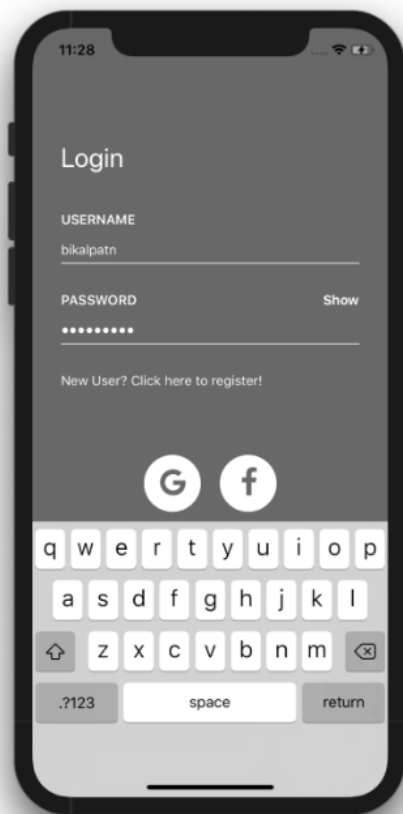 11:28
Login
USERNAME
bikalpatn
PASSWORD Show
•••••••••
New User? Click here to register!
G f
q w e r t y u i o p
a s d f g h j k l
z x c v b n m
.?123 space return